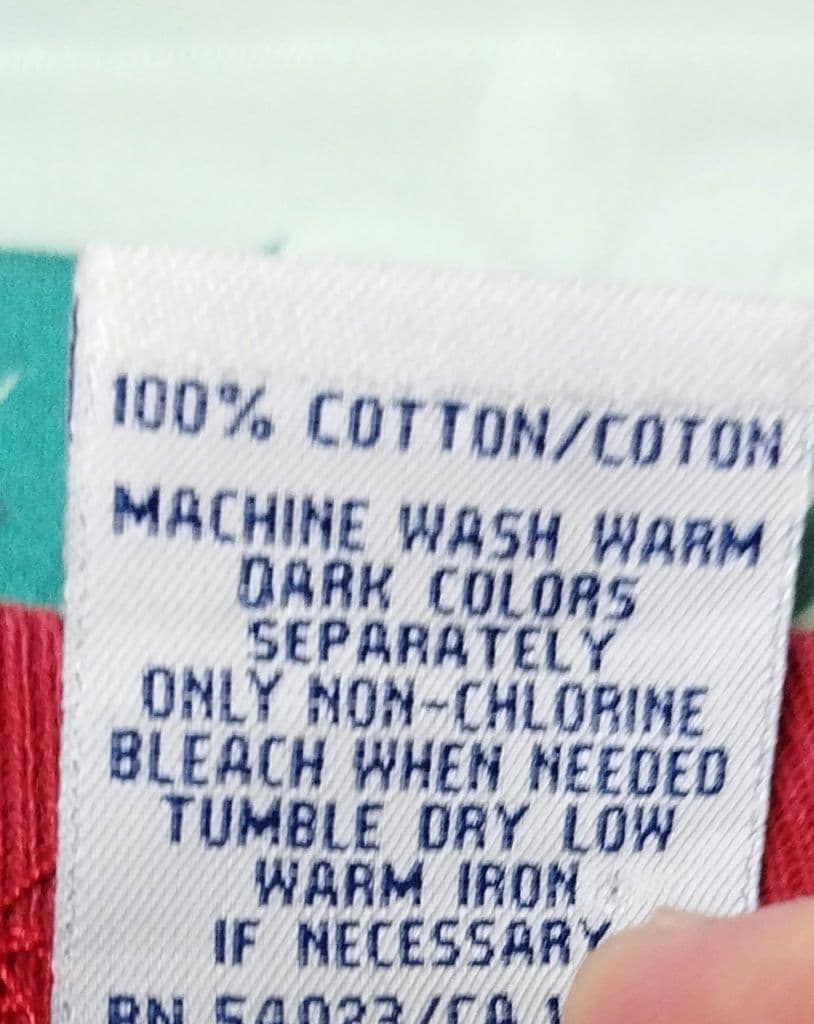 100% COTTON/COTON
MACHINE WASH WARM
DARK COLORS
SEPARATELY
ONLY NON-CHLORINE
BLEACH WHEN NEEDED
TUMBLE DRY LOW
WARM IRON
IF NECESSARY
RN